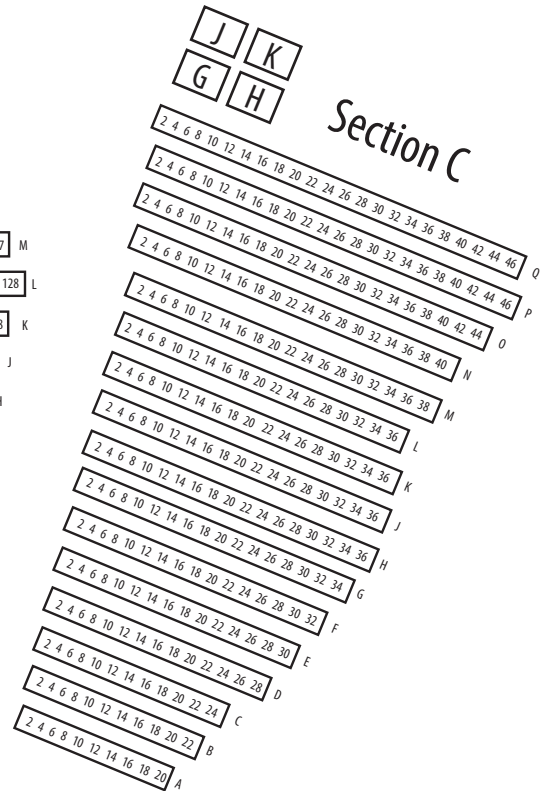 J K
G H
Section C
2 4 6 8 10 12 14 16 18 20 22 24 26 28 30 32 34 36 38 40 42 44 46 Q
2 4 6 8 10 12 14 16 18 20 22 24 26 28 30 32 34 36 38 40 42 44 46 P
2 4 6 8 10 12 14 16 18 20 22 24 26 28 30 32 34 36 38 40 42 44 O
2 4 6 8 10 12 14 16 18 20 22 24 26 28 30 32 34 36 38 40 N
2 4 6 8 10 12 14 16 18 20 22 24 26 28 30 32 34 36 38 M
2 4 6 8 10 12 14 16 18 20 22 24 26 28 30 32 34 36 L
2 4 6 8 10 12 14 16 18 20 22 24 26 28 30 32 34 36 K
2 4 6 8 10 12 14 16 18 20 22 24 26 28 30 32 34 36 J
2 4 6 8 10 12 14 16 18 20 22 24 26 28 30 32 34 36 H
2 4 6 8 10 12 14 16 18 20 22 24 26 28 30 32 34 G
2 4 6 8 10 12 14 16 18 20 22 24 26 28 30 32 F
2 4 6 8 10 12 14 16 18 20 22 24 26 28 30 E
2 4 6 8 10 12 14 16 18 20 22 24 26 28 D
2 4 6 8 10 12 14 16 18 20 22 24 C
2 4 6 8 10 12 14 16 18 20 22 B
2 4 6 8 10 12 14 16 18 20 A
M
128 L
K
J